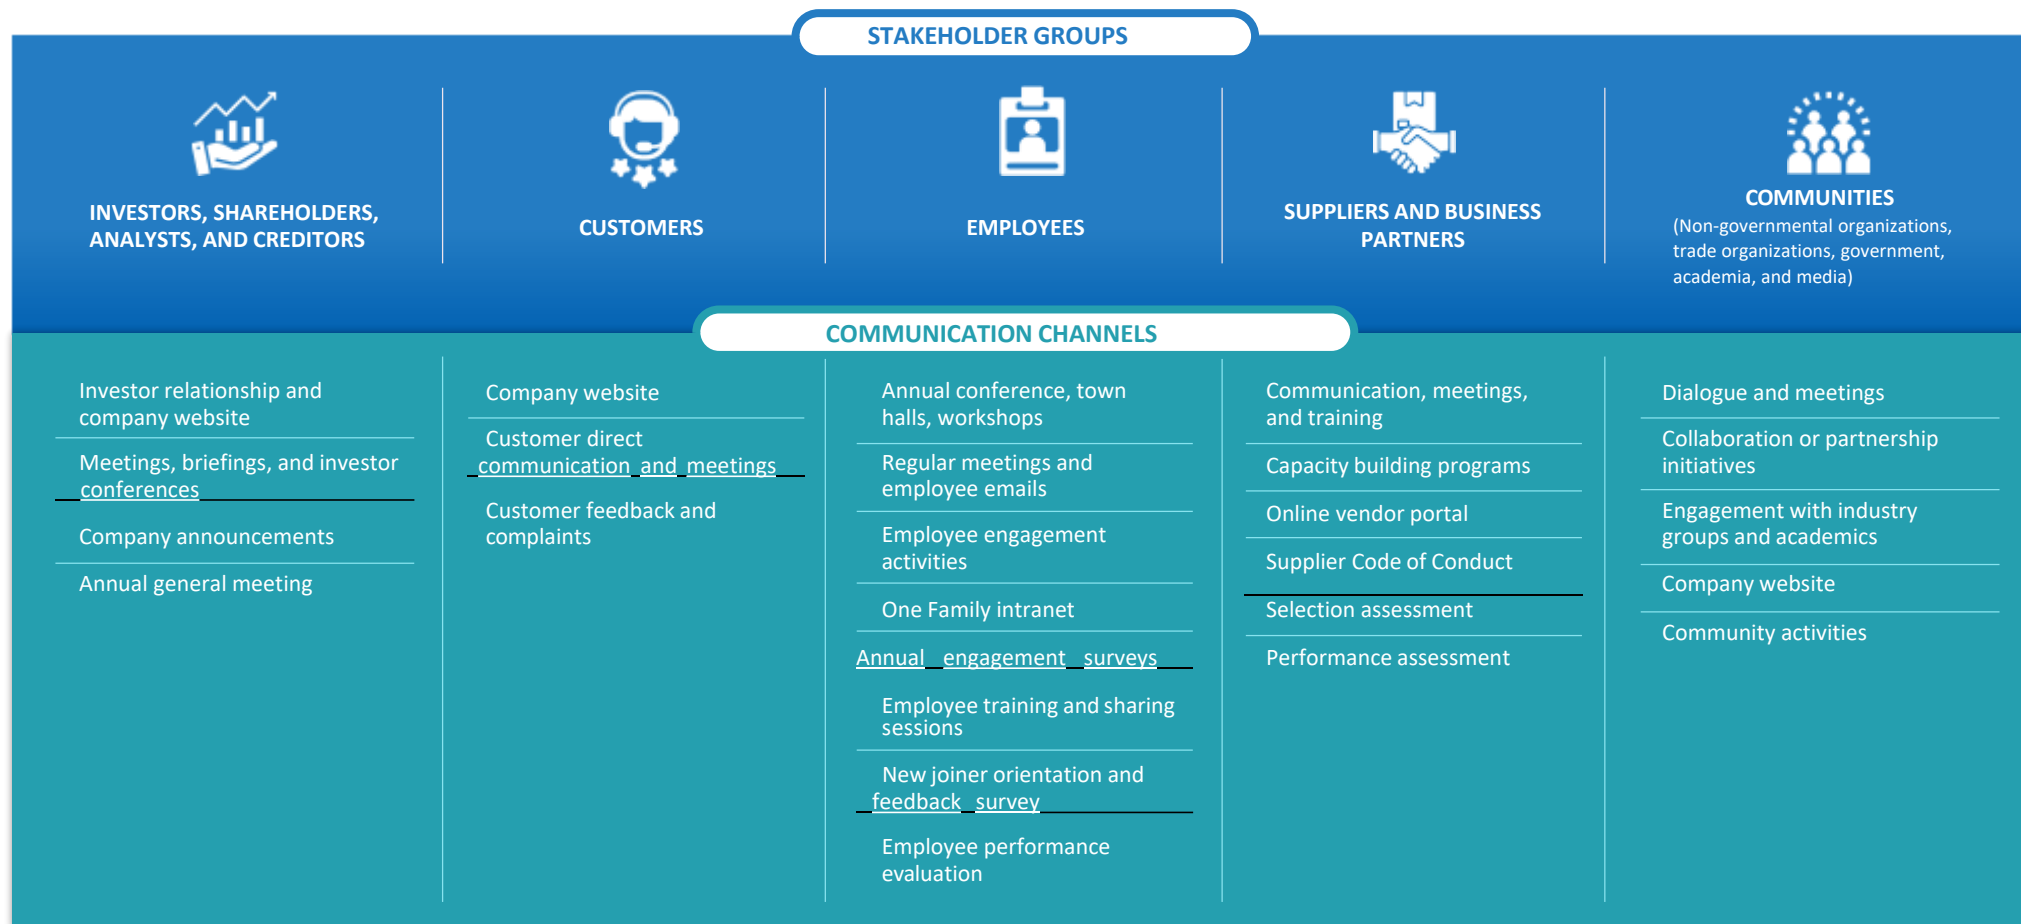 STAKEHOLDER GROUPS
INVESTORS, SHAREHOLDERS,
ANALYSTS, AND CREDITORS
CUSTOMERS
EMPLOYEES
SUPPLIERS AND BUSINESS
PARTNERS
COMMUNITIES
(Non-governmental organizations,
trade organizations, government,
academia, and media)
COMMUNICATION CHANNELS
Investor relationship and
company website
Meetings, briefings, and investor
conferences
Company announcements
Annual general meeting
Company website
Customer direct
communication and meetings
Customer feedback and
complaints
Annual conference, town
halls, workshops
Regular meetings and
employee emails
Employee engagement
activities
One Family intranet
Annual engagement surveys
Employee training and sharing
sessions
New joiner orientation and
feedback survey
Employee performance
evaluation
Communication, meetings,
and training
Capacity building programs
Online vendor portal
Supplier Code of Conduct
Selection assessment
Performance assessment
Dialogue and meetings
Collaboration or partnership
initiatives
Engagement with industry
groups and academics
Company website
Community activities